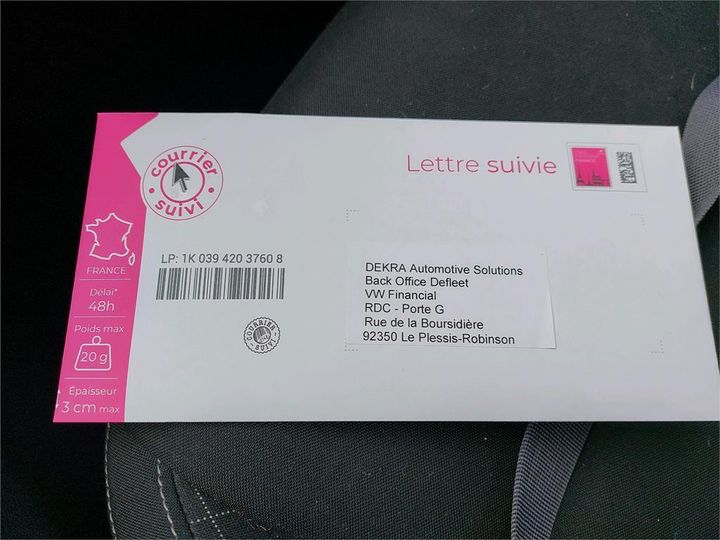 courrier
suivi
Lettre suivie
FRANCE
Délai*
48h
Poids max
20 g
Épaisseur
3 cm max
LP: 1K 039 420 3760 8
COURRIER
SUIVI
DEKRA Automotive Solutions
Back Office Defleet
VW Financial
RDC - Porte G
Rue de la Boursidière
92350 Le Plessis-Robinson